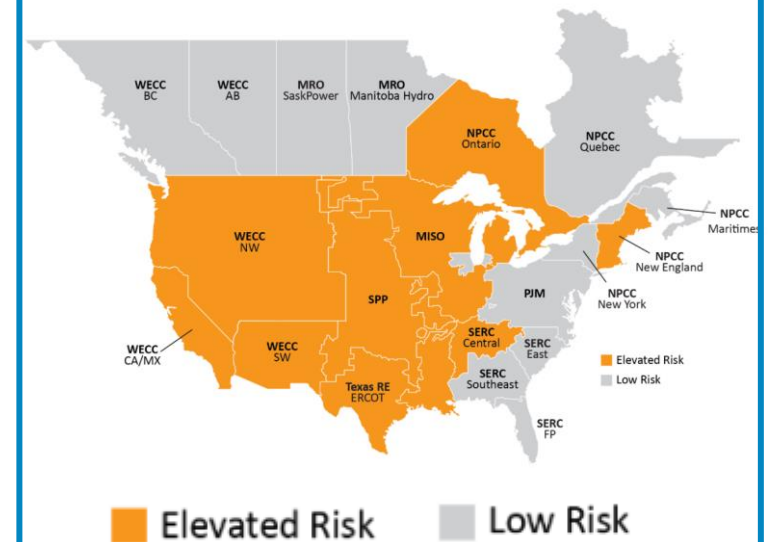 WECC
BC
WECC
AB
MRO
SaskPower
MRO
Manitoba Hydro
NPCC
Ontario
NPCC
Quebec
NPCC
Maritimes
NPCC
New England
NPCC
New York
WECC
NW
MISO
SPP
PJM
WECC
CA/MX
WECC
SW
SERC
Central
SERC
East
Texas RE
ERCOT
SERC
Southeast
SERC
FP
Elevated Risk
Low Risk
Elevated Risk
Low Risk